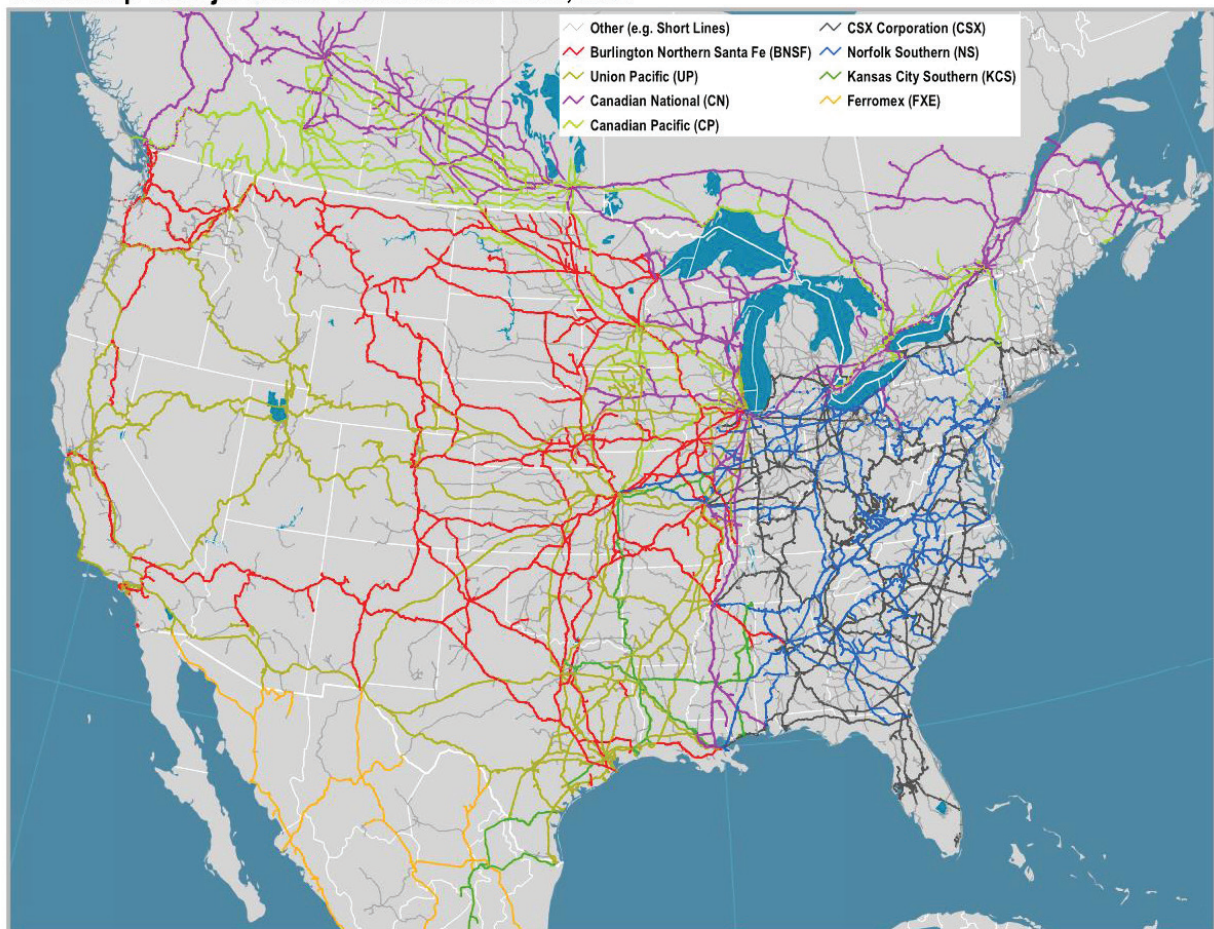 Other (e.g. Short Lines)
Burlington Northern Santa Fe (BNSF)
Union Pacific (UP)
Canadian National (CN)
Canadian Pacific (CP)
CSX Corporation (CSX)
Norfolk Southern (NS)
Kansas City Southern (KCS)
Ferromex (FXE)